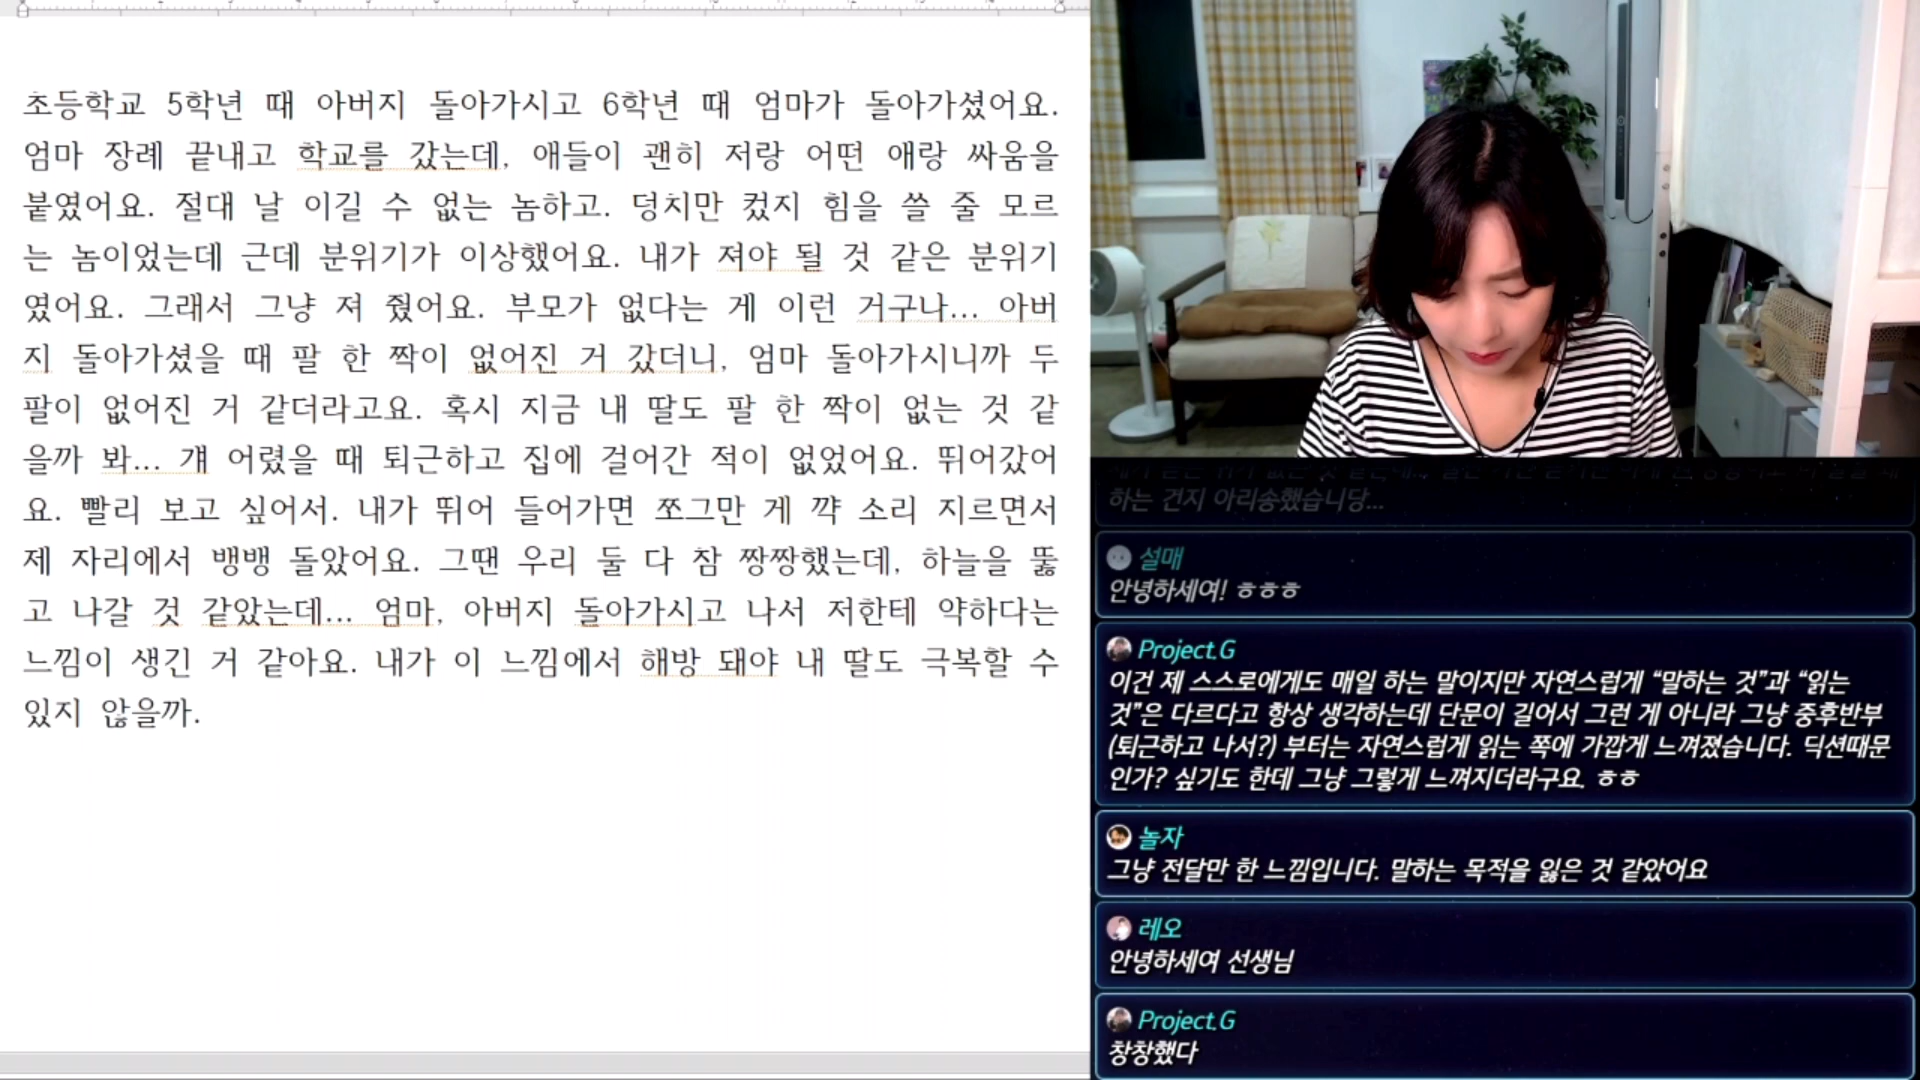 초등학교 5학년 때 아버지 돌아가시고 6학년 때 엄마가 돌아가셨어요.
엄마 장례 끝내고 학교를 갔는데, 애들이 괜히 저랑 어떤 애랑 싸움을
붙였어요. 절대 날 이길 수 없는 놈하고. 덩치만 컸지 힘을 쓸 줄 모르
는 놈이었는데 근데 분위기가 이상했어요. 내가 져야 될 것 같은 분위기
였어요. 그래서 그냥 져 줬어요. 부모가 없다는 게 이런 거구나... 아버
지 돌아가셨을 때 팔 한 짝이 없어진 거 갔더니, 엄마 돌아가시니까 두
팔이 없어진 거 같더라고요. 혹시 지금 내 딸도 팔 한 짝이 없는 것 같
을까 봐... 걔 어렸을 때 퇴근하고 집에 걸어간 적이 없었어요. 뛰어갔어
요. 빨리 보고 싶어서. 내가 뛰어 들어가면 쪼그만 게 꺅 소리 지르면서
제 자리에서 뱅뱅 돌았어요. 그땐 우리 둘 다 참 짱짱했는데, 하늘을 뚫
고 나갈 것 같았는데... 엄마, 아버지 돌아가시고 나서 저한테 약하다는
느낌이 생긴 거 같아요. 내가 이 느낌에서 해방 돼야 내 딸도 극복할 수
있지 않을까.
하는 건지 아리송했습니당...
설매
안녕하세여! ㅎㅎㅎ
Project.G
이건 제 스스로에게도 매일 하는 말이지만 자연스럽게 “말하는 것”과 “읽는
것”은 다르다고 항상 생각하는데 단문이 길어서 그런 게 아니라 그냥 중후반부
(퇴근하고 나서?) 부터는 자연스럽게 읽는 쪽에 가깝게 느껴졌습니다. 딕션때문
인가? 싶기도 한데 그냥 그렇게 느껴지더라구요. ㅎㅎ
놀자
그냥 전달만 한 느낌입니다. 말하는 목적을 잃은 것 같았어요
레오
안녕하세여 선생님
Project.G
창창했다